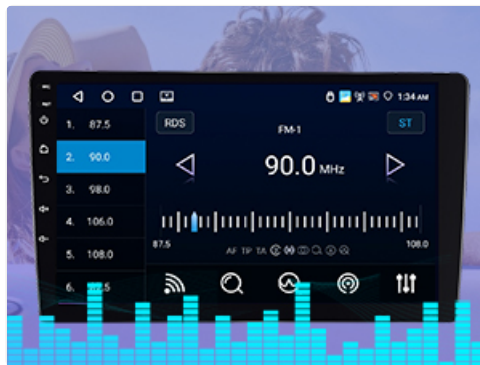 1:34 AM
1. 87.5
RDS
FM-1
ST
2. 90.0
90.0 MHz
3. 98.0
4. 106.0
87.5
108.0
AF TP TA
5. 108.0
6.